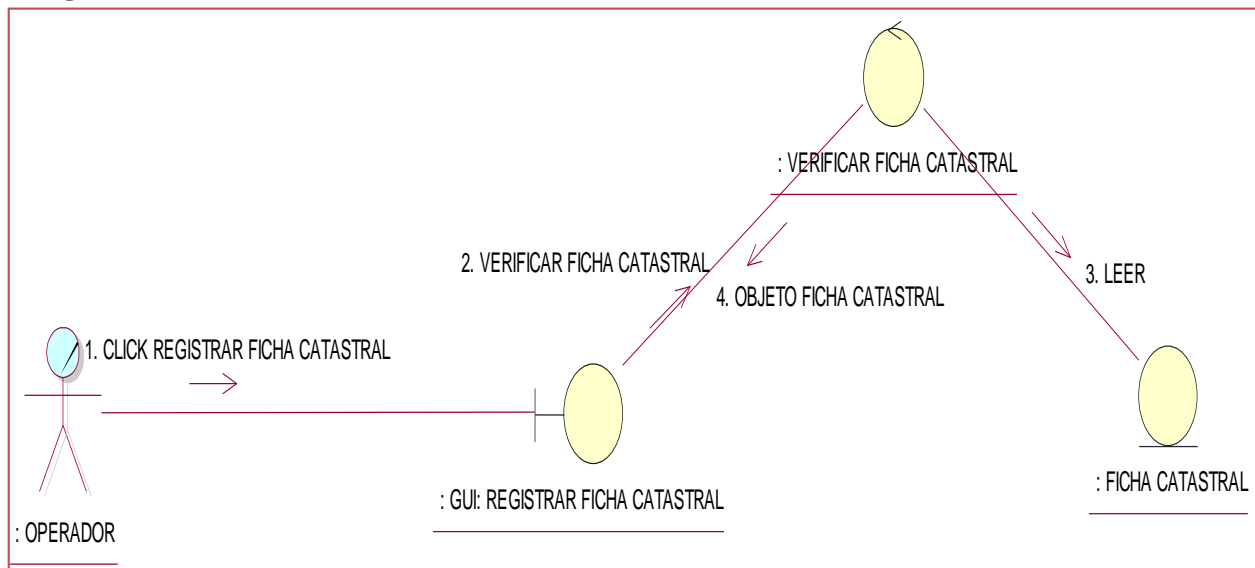 : VERIFICAR FICHA CATASTRAL
2. VERIFICAR FICHA CATASTRAL
4. OBJETO FICHA CATASTRAL
3. LEER
1. CLICK REGISTRAR FICHA CATASTRAL
: GUI: REGISTRAR FICHA CATASTRAL
: FICHA CATASTRAL
: OPERADOR